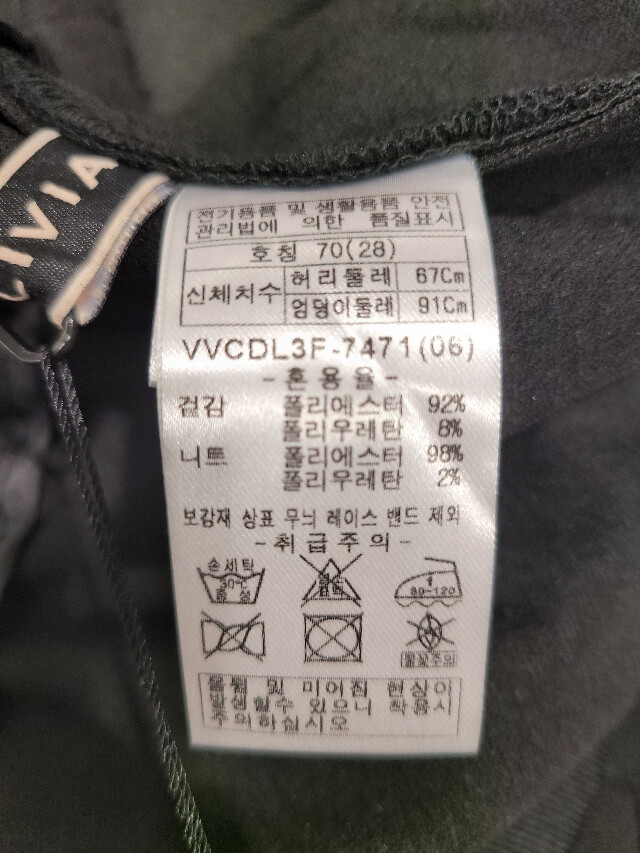 CIVIA
전기용품 및 생활용품 안전
관리법에 의한 품질표시
호칭 70(28)
신체치수 허리둘레 67Cm
엉덩이둘레 91Cm
VVCDL3F-7471(06)
- 혼용율 -
겉감 폴리에스터 92%
폴리우레탄 8%
니트 폴리에스터 98%
폴리우레탄 2%
보강재 상표 무늬 레이스 밴드 제외
- 취급주의 -
손세탁
30℃
중성
80-120
불꽃주의
및 미어짐 현상이
발생할수 있으니 착용시
주의하십시오